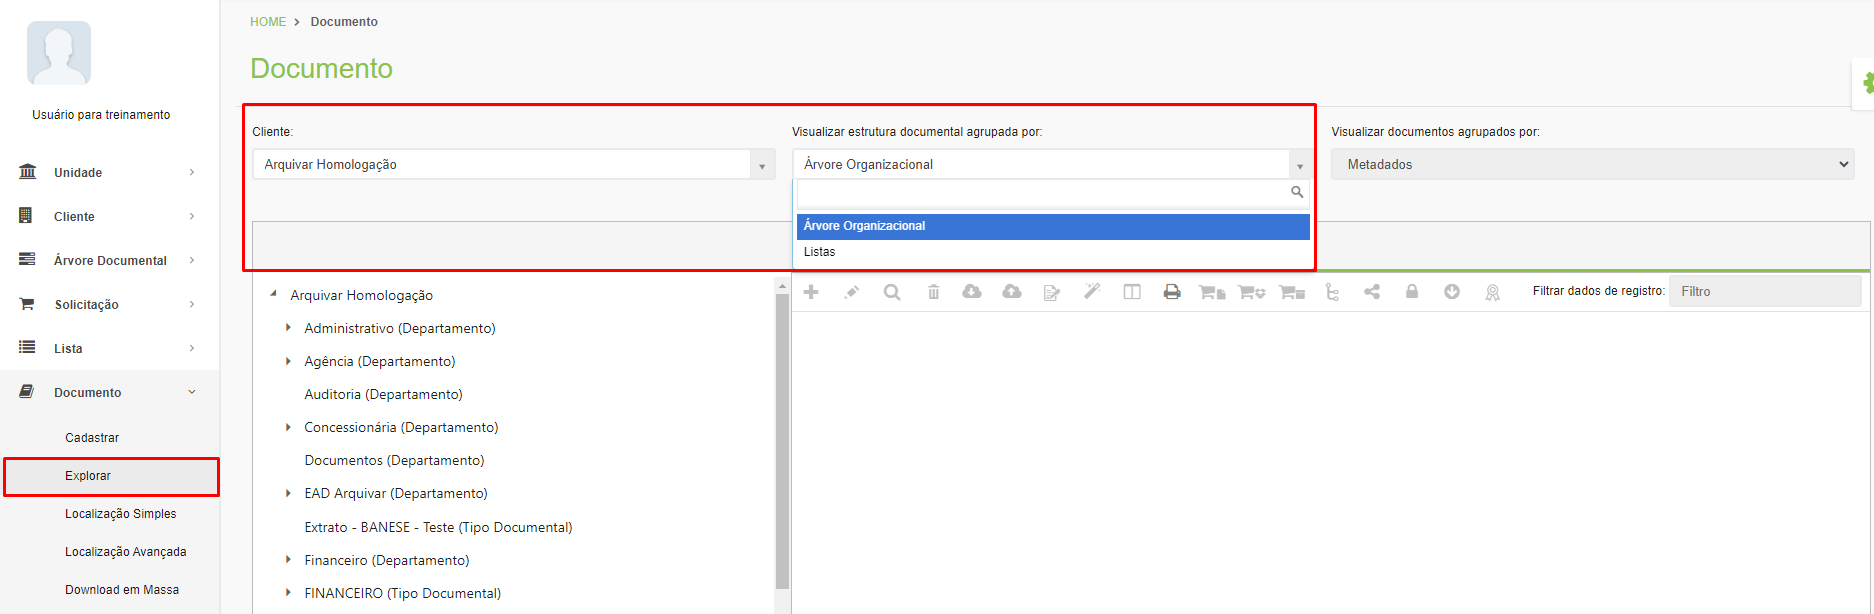 Usuário para treinamento
Unidade
Cliente
Árvore Documental
Solicitação
Lista
Documento
Cadastrar
Explorar
Localização Simples
Localização Avançada
Download em Massa
HOME > Documento
Documento
Cliente:
Arquivar Homologação
Visualizar estrutura documental agrupada por:
Árvore Organizacional
Árvore Organizacional
Listas
Visualizar documentos agrupados por:
Metadados
Arquivar Homologação
Administrativo (Departamento)
Agência (Departamento)
Auditoria (Departamento)
Concessionária (Departamento)
Documentos (Departamento)
EAD Arquivar (Departamento)
Extrato - BANESE - Teste (Tipo Documental)
Financeiro (Departamento)
FINANCEIRO (Tipo Documental)
Filtrar dados de registro: Filtro